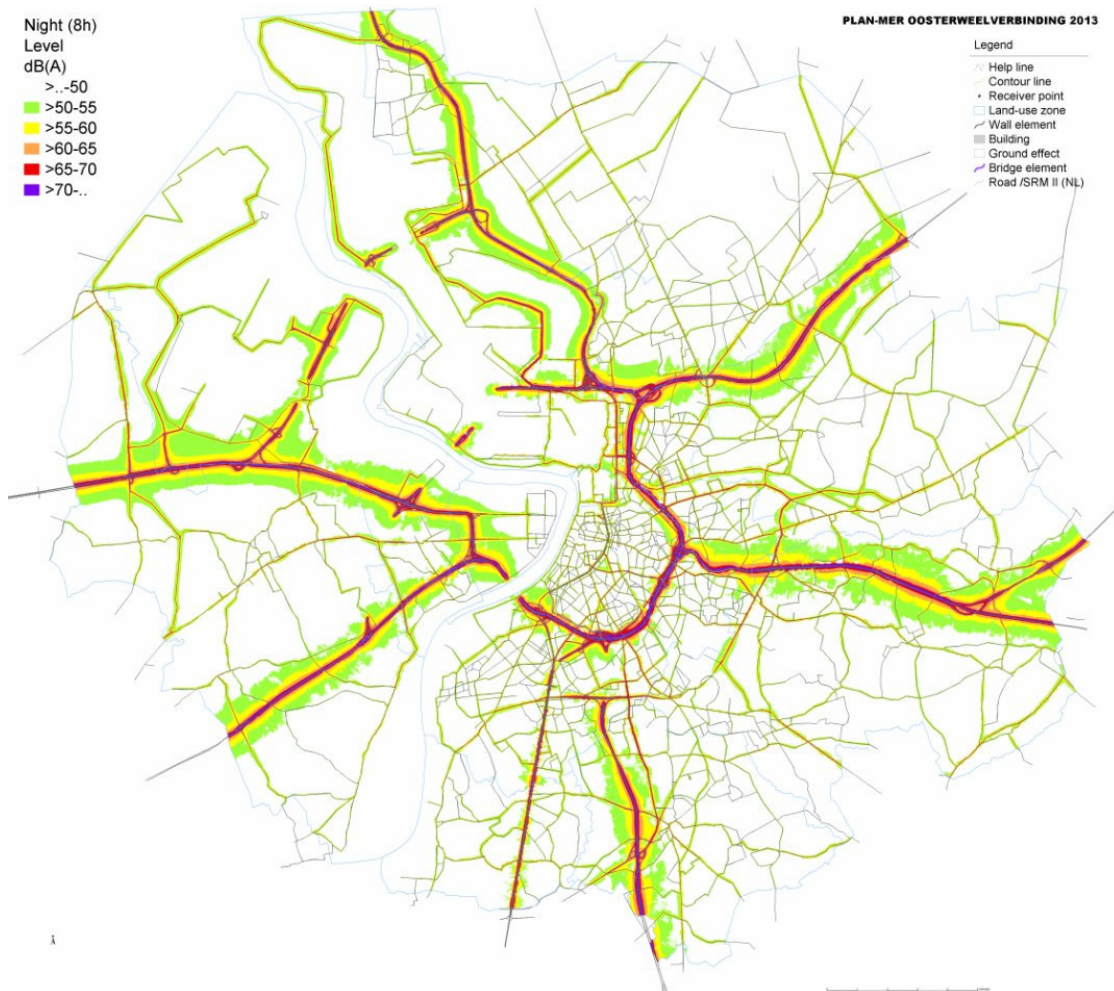 Night (8h)
Level
dB(A)
>..-50
>50-55
>55-60
>60-65
>65-70
>70-..
PLAN-MER OOSTERWEELVERBINDING 2013
Legend
Help line
Contour line
Receiver point
Land-use zone
Wall element
Building
Ground effect
Bridge element
Road /SRM II (NL)